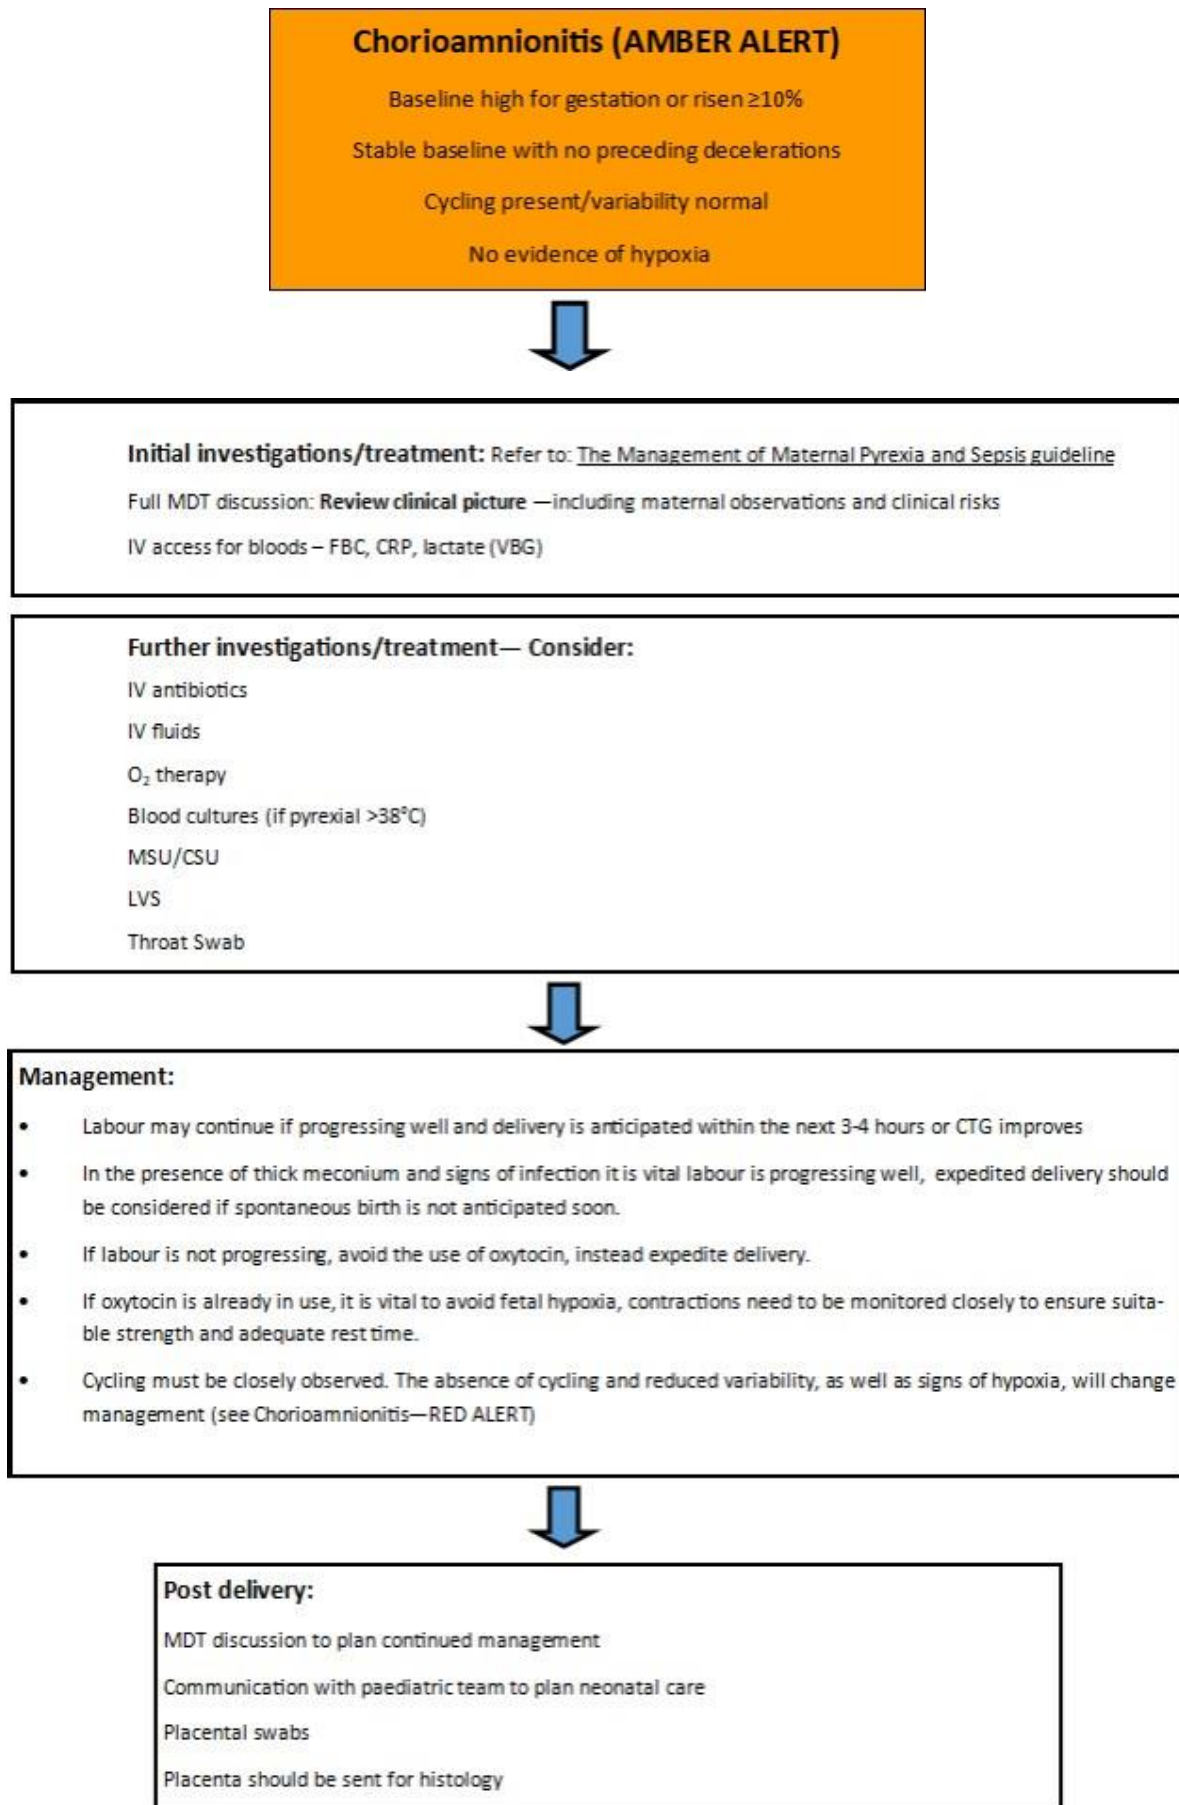 Chorioamnionitis (AMBER ALERT)
Baseline high for gestation or risen ≥10%
Stable baseline with no preceding decelerations
Cycling present/variability normal
No evidence of hypoxia
Initial investigations/treatment: Refer to: The Management of Maternal Pyrexia and Sepsis guideline
Full MDT discussion: Review clinical picture —including maternal observations and clinical risks
IV access for bloods – FBC, CRP, lactate (VBG)
Further investigations/treatment— Consider:
IV antibiotics
IV fluids
O₂ therapy
Blood cultures (if pyrexial >38°C)
MSU/CSU
LVS
Throat Swab
Management:
• Labour may continue if progressing well and delivery is anticipated within the next 3-4 hours or CTG improves
• In the presence of thick meconium and signs of infection it is vital labour is progressing well, expedited delivery should
be considered if spontaneous birth is not anticipated soon.
• If labour is not progressing, avoid the use of oxytocin, instead expedite delivery.
• If oxytocin is already in use, it is vital to avoid fetal hypoxia, contractions need to be monitored closely to ensure suita-
ble strength and adequate rest time.
• Cycling must be closely observed. The absence of cycling and reduced variability, as well as signs of hypoxia, will change
management (see Chorioamnionitis—RED ALERT)
Post delivery:
MDT discussion to plan continued management
Communication with paediatric team to plan neonatal care
Placental swabs
Placenta should be sent for histology